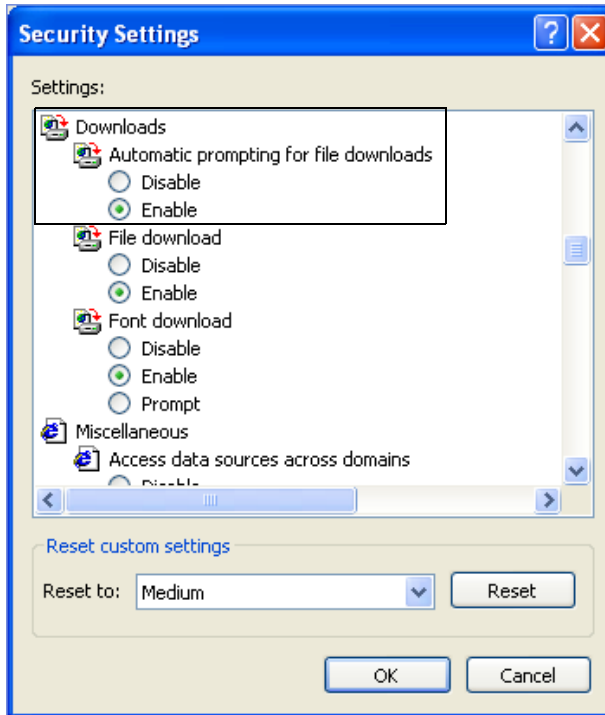 Security Settings
Settings:
Downloads
Automatic prompting for file downloads
Disable
Enable
File download
Disable
Enable
Font download
Disable
Enable
Prompt
Miscellaneous
Access data sources across domains
Disable
Reset custom settings
Reset to: Medium Reset
OK Cancel